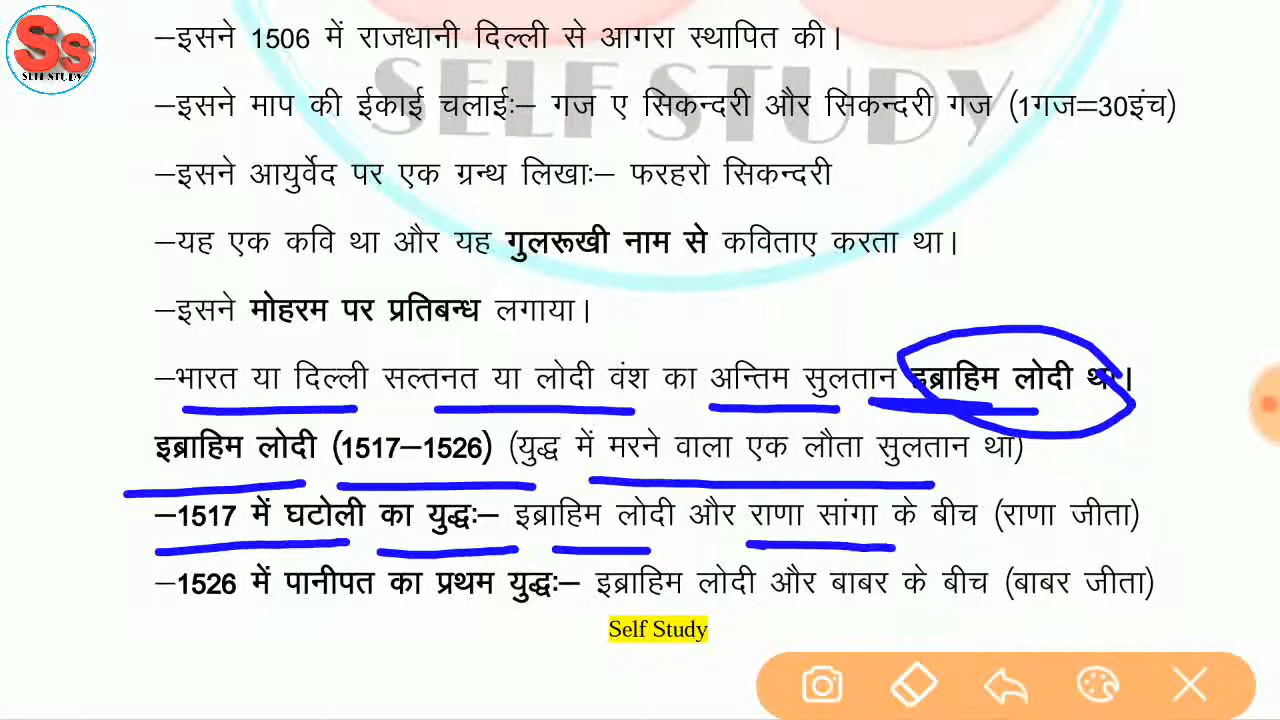 Ss
SELF STUDY
SELF STUDY
–इसने 1506 में राजधानी दिल्ली से आगरा स्थापित की।
–इसने माप की ईकाई चलाईः– गज ए सिकन्दरी और सिकन्दरी गज (1गज=30इंच)
–इसने आयुर्वेद पर एक ग्रन्थ लिखाः– फरहरो सिकन्दरी
–यह एक कवि था और यह गुलरूखी नाम से कविताए करता था।
–इसने मोहरम पर प्रतिबन्ध लगाया।
–भारत या दिल्ली सल्तनत या लोदी वंश का अन्तिम सुलतान इब्राहिम लोदी था।
इब्राहिम लोदी (1517–1526) (युद्ध में मरने वाला एक लौता सुलतान था)
–1517 में घटोली का युद्धः– इब्राहिम लोदी और राणा सांगा के बीच (राणा जीता)
–1526 में पानीपत का प्रथम युद्धः– इब्राहिम लोदी और बाबर के बीच (बाबर जीता)
Self Study